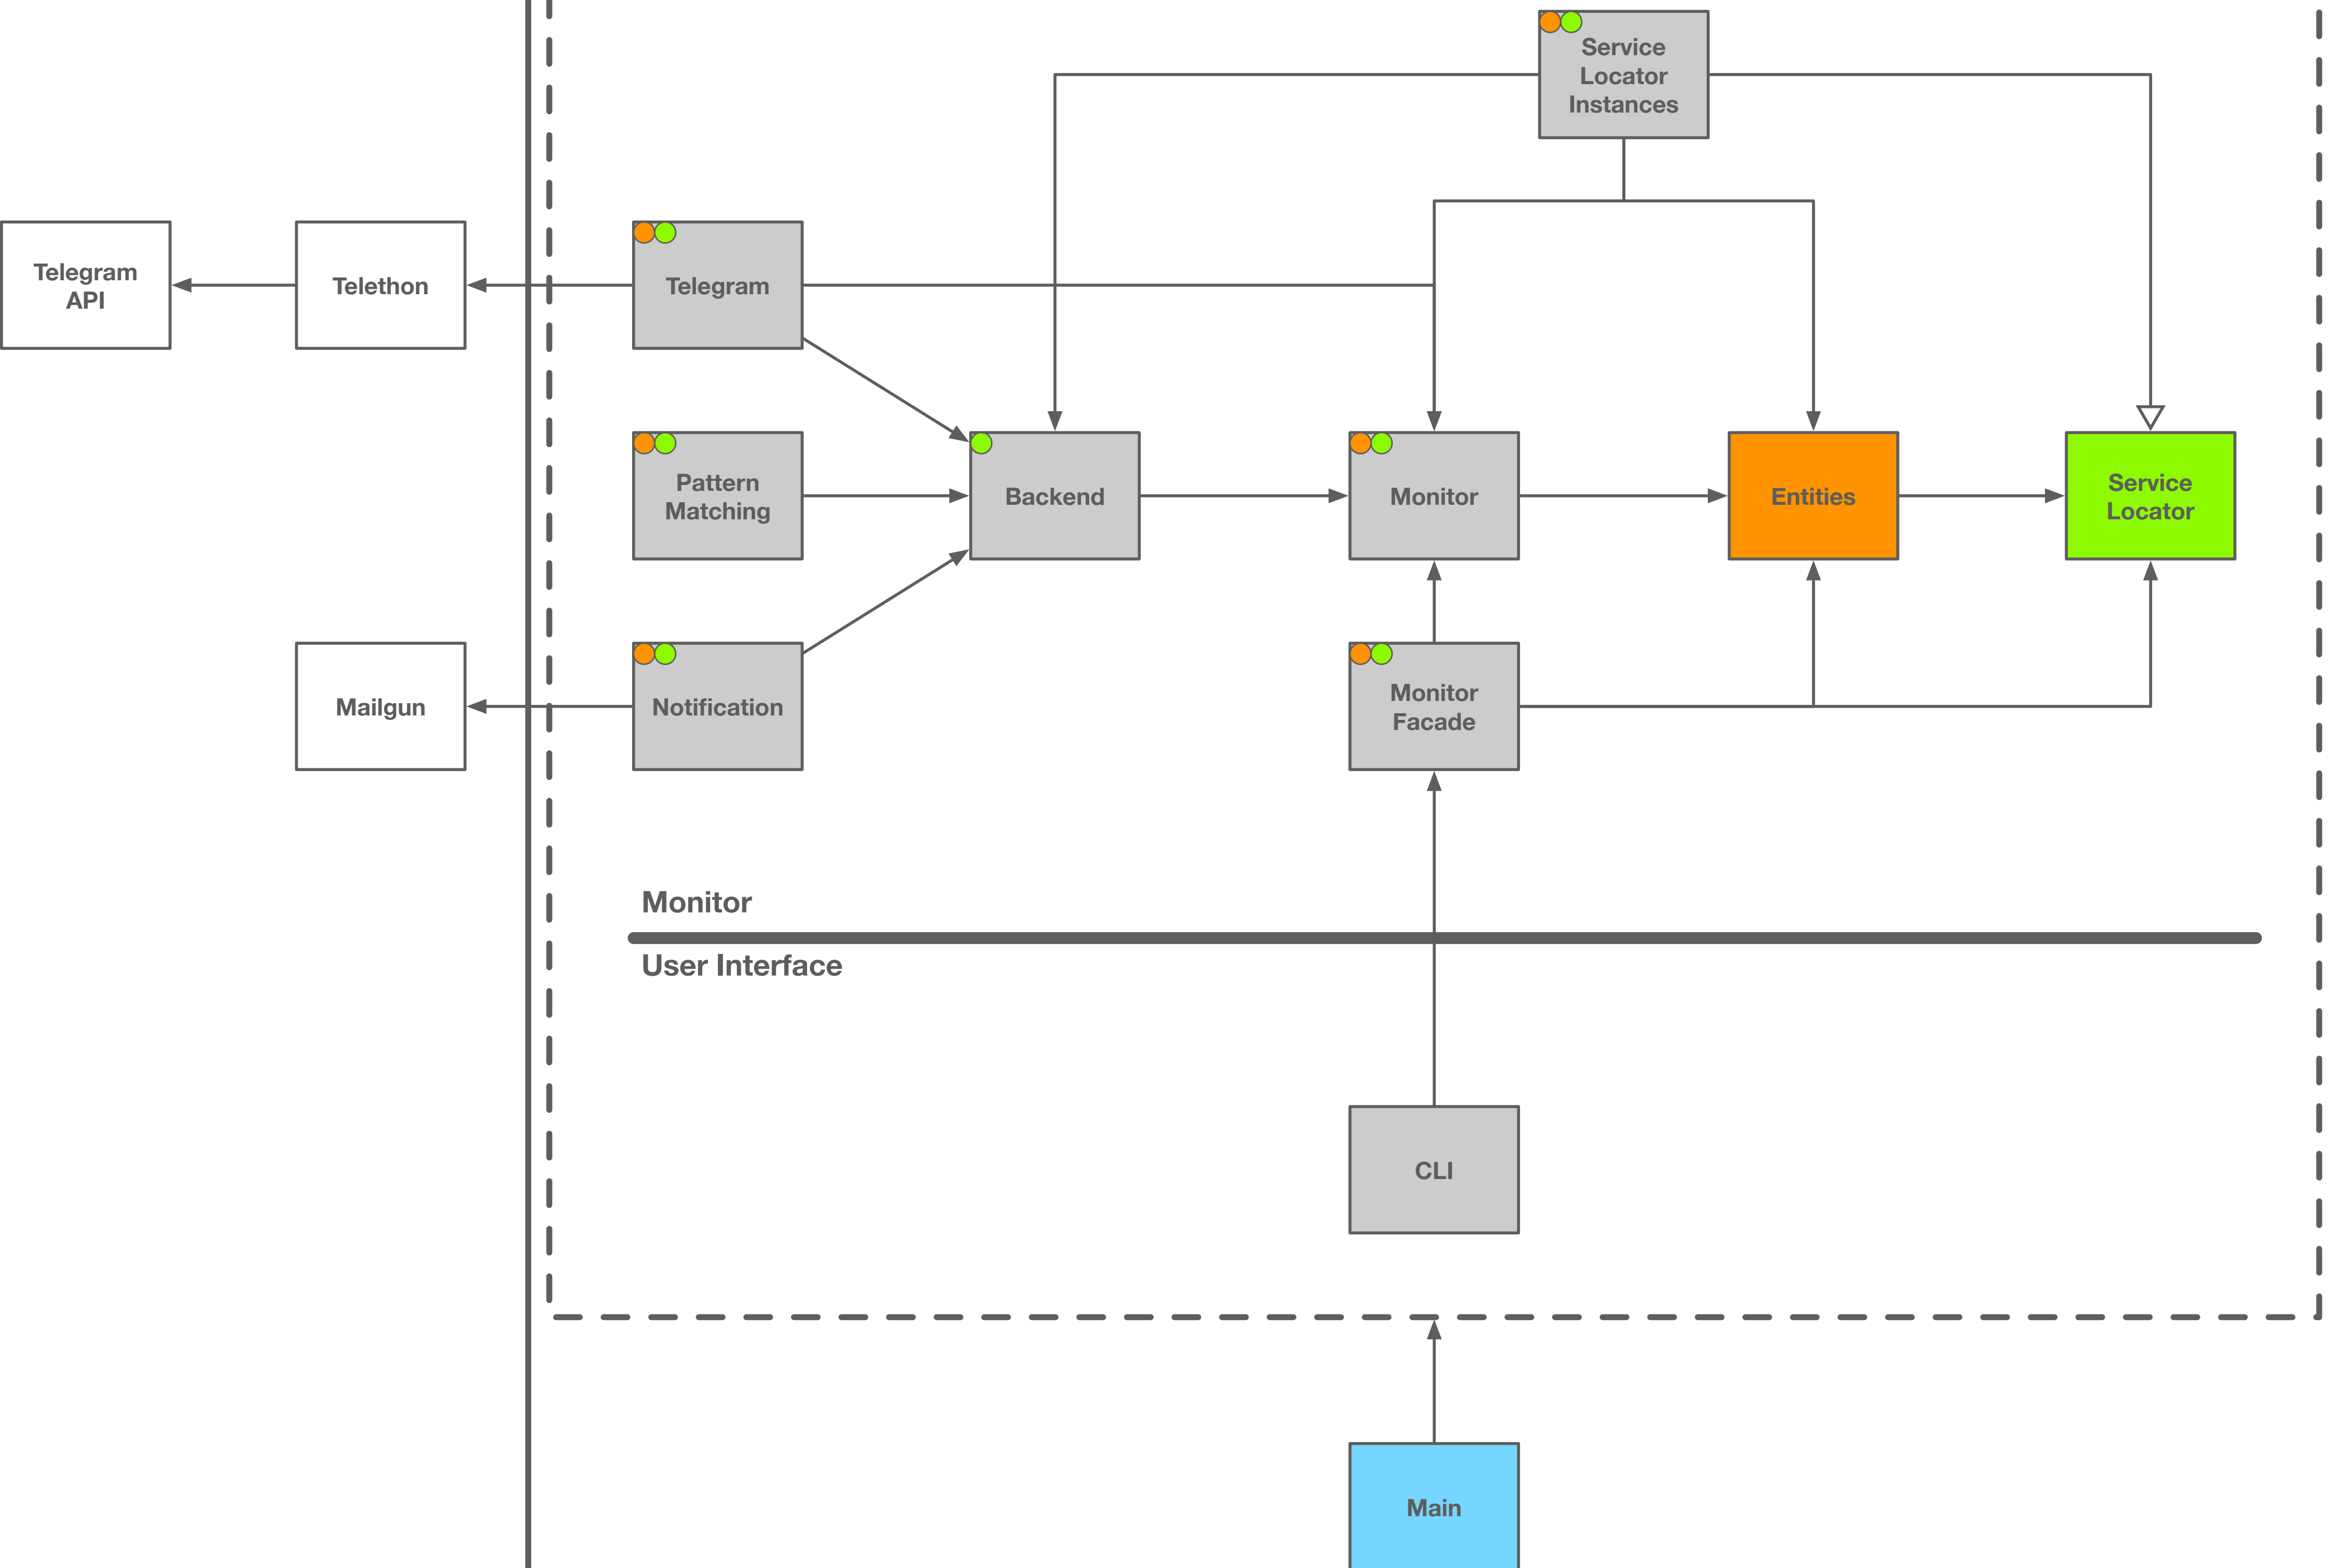 Service
Locator
Instances
Telegram
API
Telethon
Telegram
Pattern
Matching
Backend
Monitor
Entities
Service
Locator
Mailgun
Notification
Monitor
Facade
Monitor
User Interface
CLI
Main